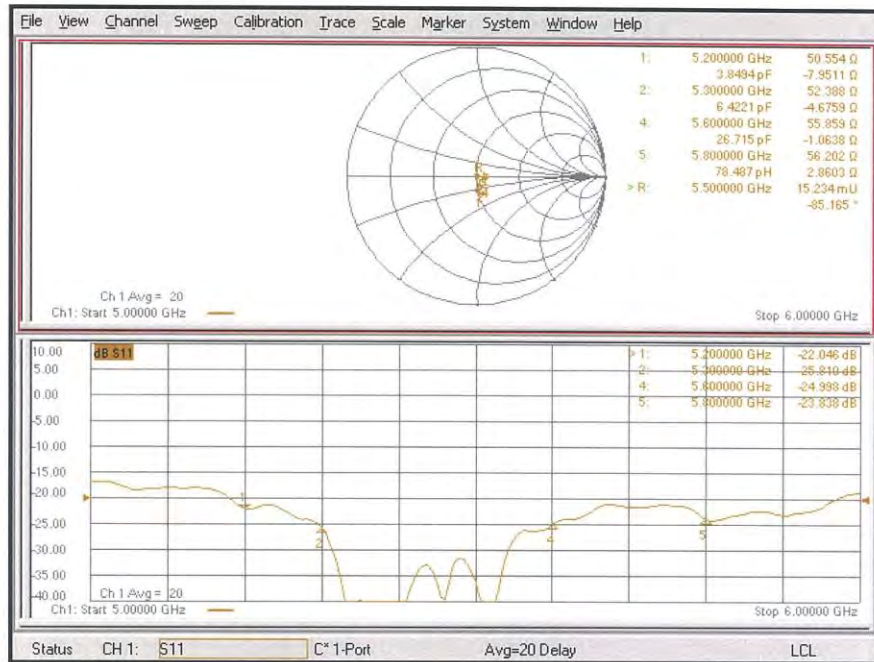 File View Channel Sweep Calibration Trace Scale Marker System Window Help
1: 5.200000 GHz 50.554 Ω
3.8494 pF -7.9511 Ω
2: 5.300000 GHz 52.388 Ω
6.4221 pF -4.6759 Ω
4: 5.600000 GHz 55.859 Ω
26.715 pF -1.0638 Ω
5: 5.800000 GHz 56.202 Ω
78.487 pH 2.8603 Ω
> R: 5.500000 GHz 15.234 mU
-85.165 °
Ch 1 Avg = 20
Ch1: Start 5.00000 GHz Stop 6.00000 GHz
10.00 dB S11 > 1: 5.200000 GHz -22.046 dB
5.00 2: 5.300000 GHz -25.810 dB
0.00 4: 5.600000 GHz -24.998 dB
-5.00 5: 5.800000 GHz -23.838 dB
-10.00
-15.00
-20.00 1
-25.00
-30.00 2 4 5
-35.00
-40.00 Ch 1 Avg = 20
Ch1: Start 5.00000 GHz Stop 6.00000 GHz
Status CH 1: S11 C* 1-Port Avg=20 Delay LCL